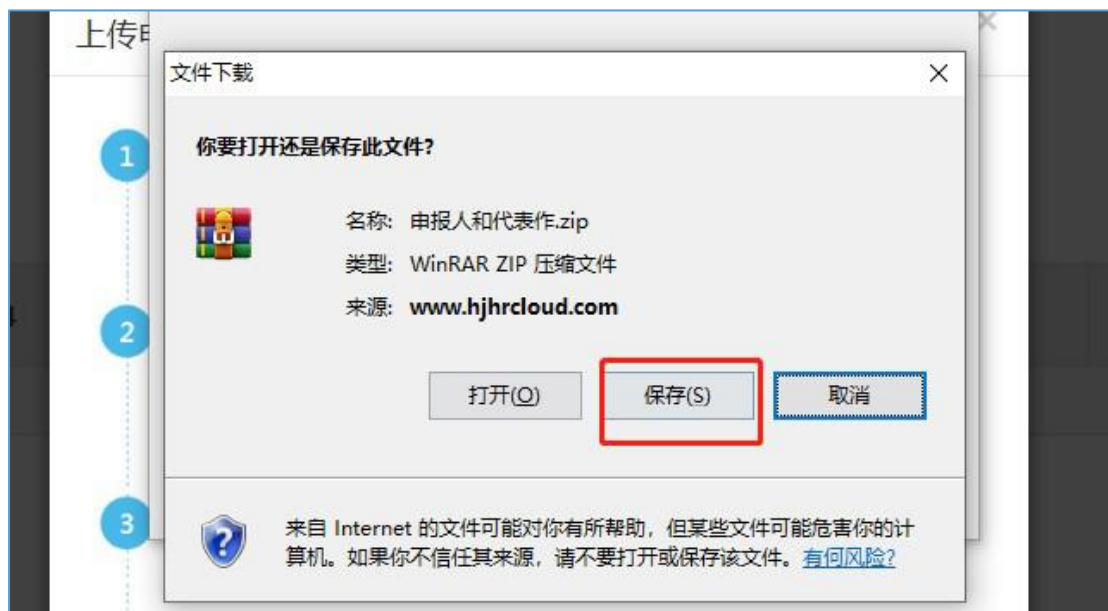 上传
文件下载
你要打开还是保存此文件?
1
名称: 申报人和代表作.zip
类型: WinRAR ZIP 压缩文件
来源: www.hjhrcloud.com
2
打开(O) 保存(S) 取消
3
来自 Internet 的文件可能对你有所帮助，但某些文件可能危害你的计
算机。如果你不信任其来源，请不要打开或保存该文件。有何风险?